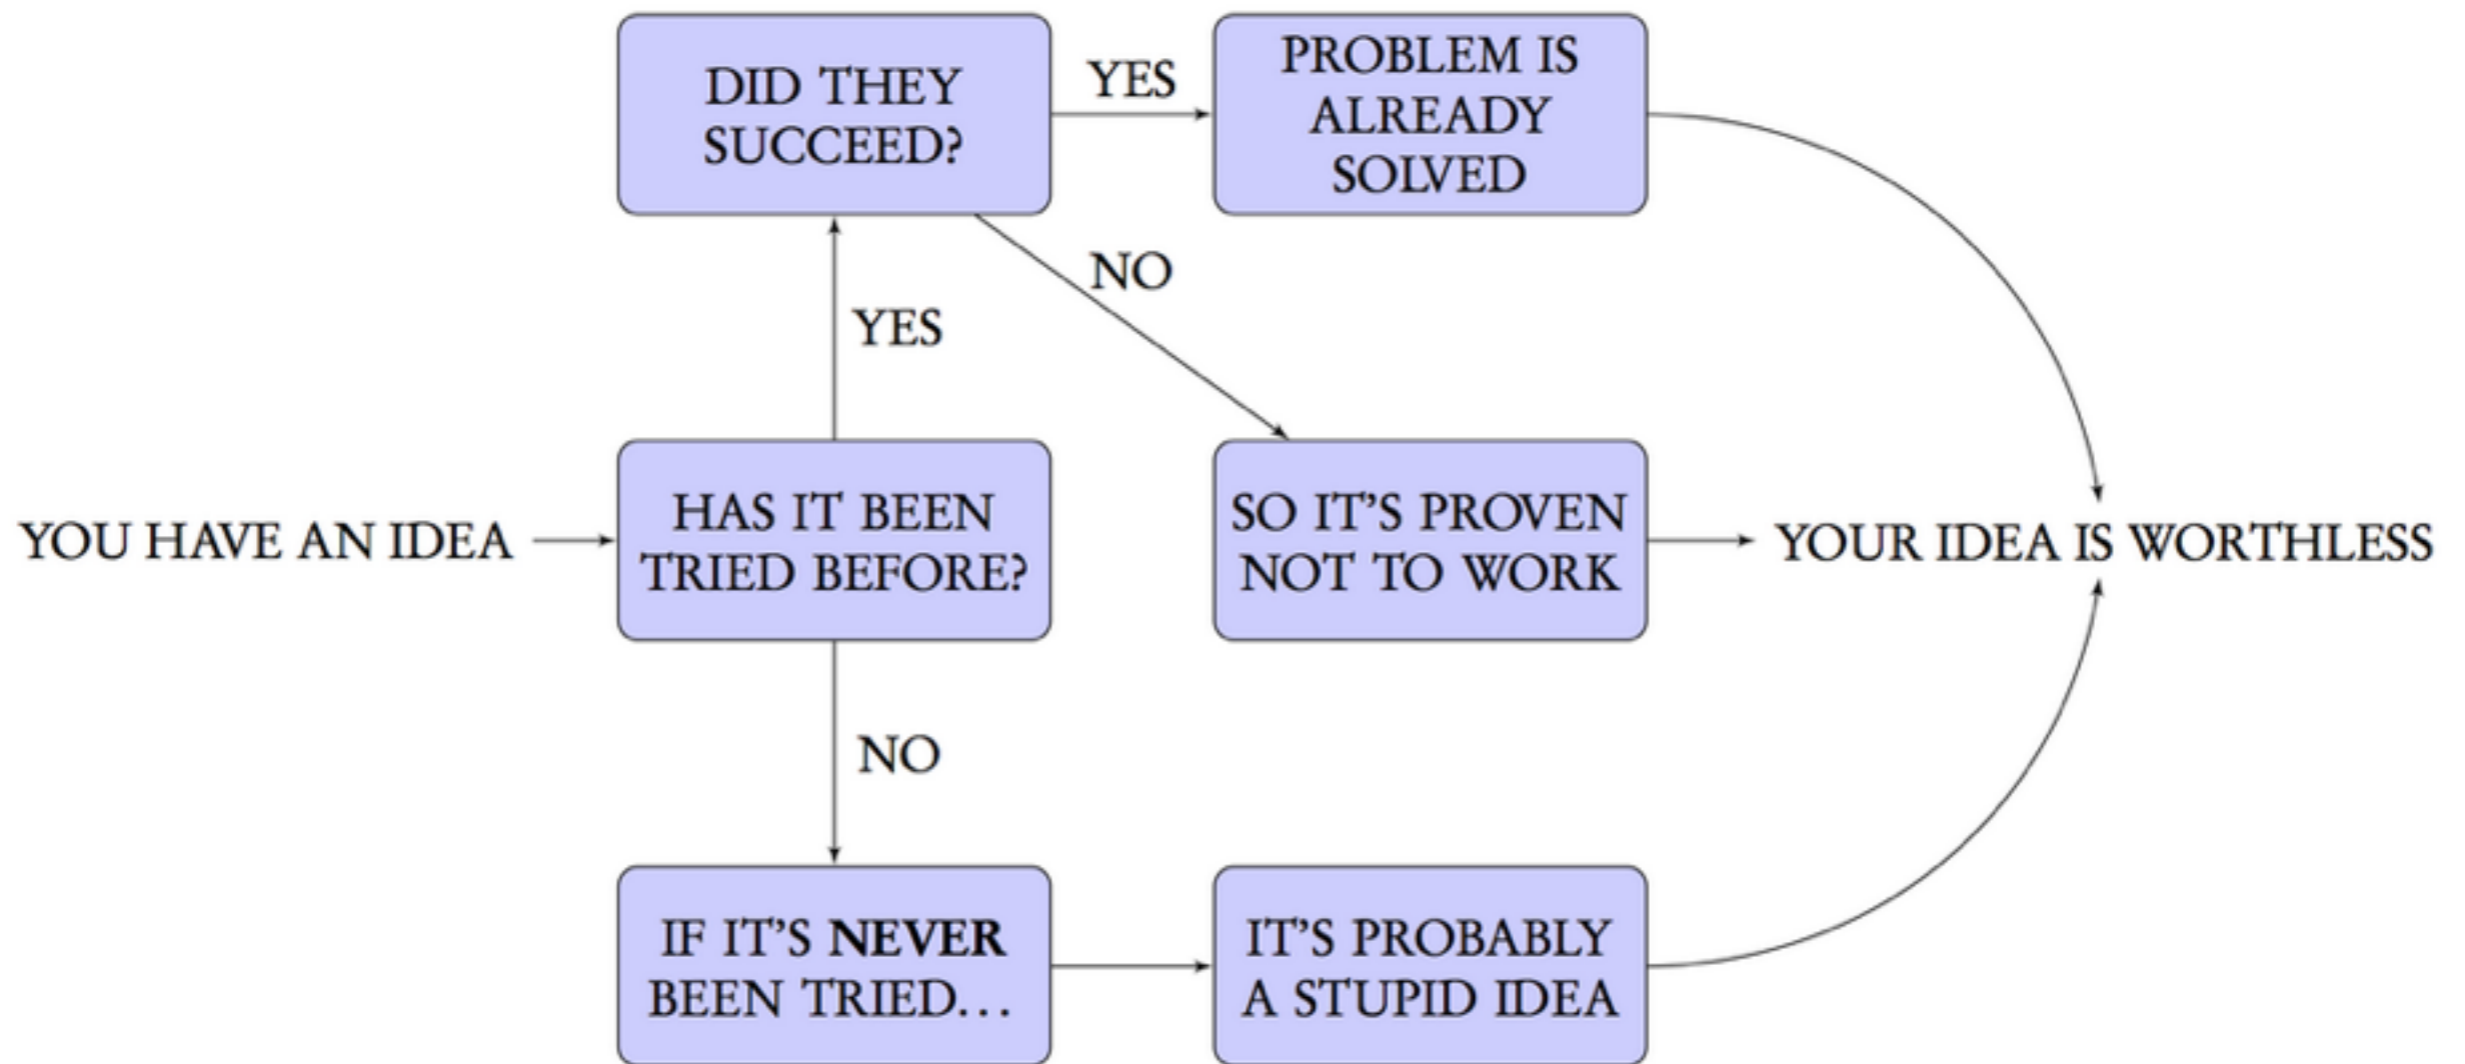 DID THEY
SUCCEED?
YES
PROBLEM IS
ALREADY
SOLVED
NO
YES
YOU HAVE AN IDEA
HAS IT BEEN
TRIED BEFORE?
SO IT'S PROVEN
NOT TO WORK
YOUR IDEA IS WORTHLESS
NO
IF IT'S NEVER
BEEN TRIED...
IT'S PROBABLY
A STUPID IDEA